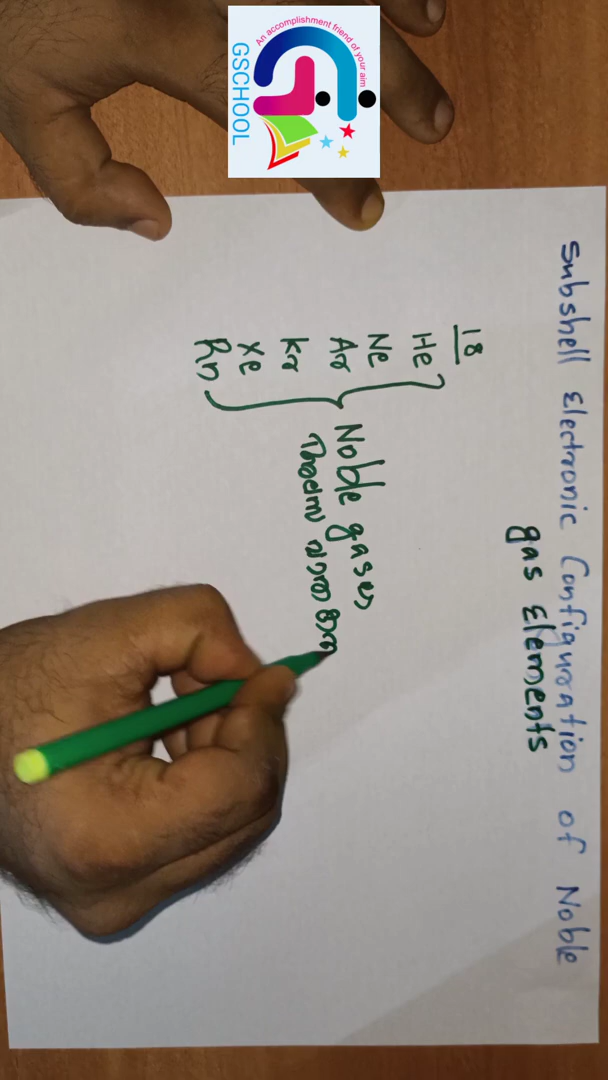 An accomplishment friend of your aim
GSCHOOL
Subshell Electronic Configuration of Noble
gas Elements
18
He
Ne
Ar
Kr
Xe
Rn
Noble gases